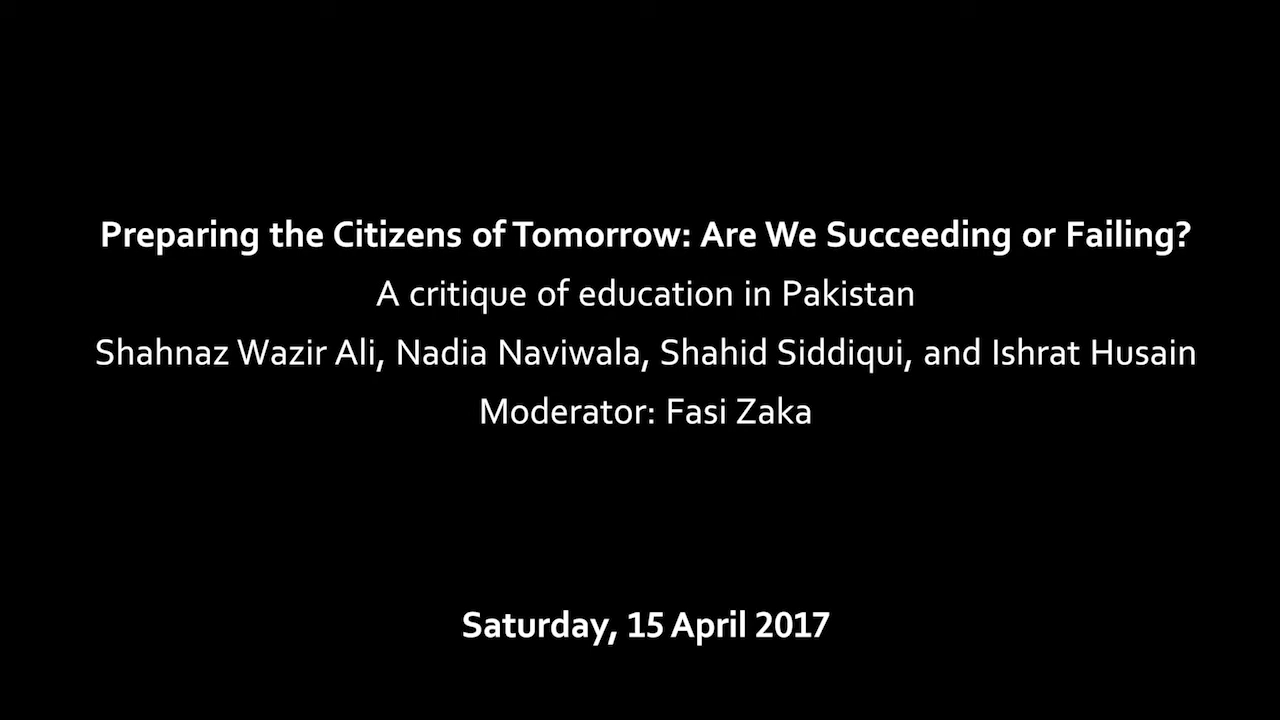 Preparing the Citizens of Tomorrow: Are We Succeeding or Failing?
A critique of education in Pakistan
Shahnaz Wazir Ali, Nadia Naviwala, Shahid Siddiqui, and Ishrat Husain
Moderator: Fasi Zaka
Saturday, 15 April 2017